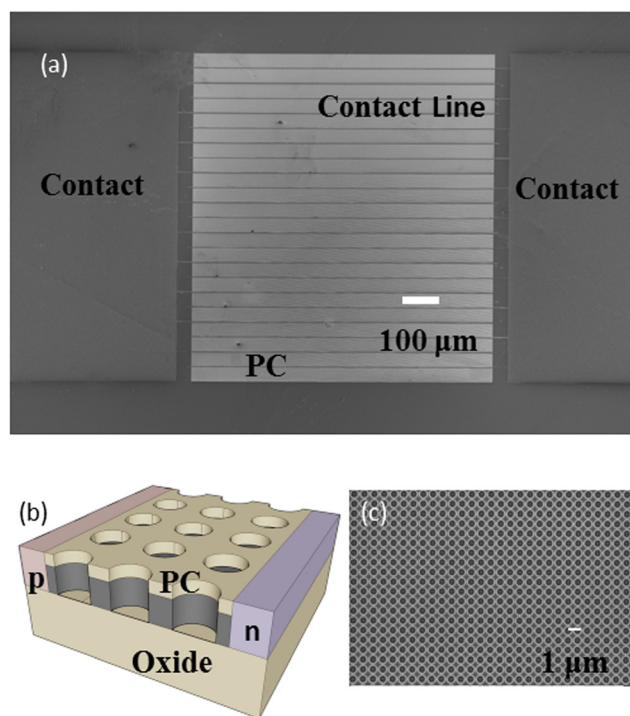 (a)
Contact Line
Contact
Contact
100 µm
PC
(b)
(c)
p
PC
n
Oxide
1 µm